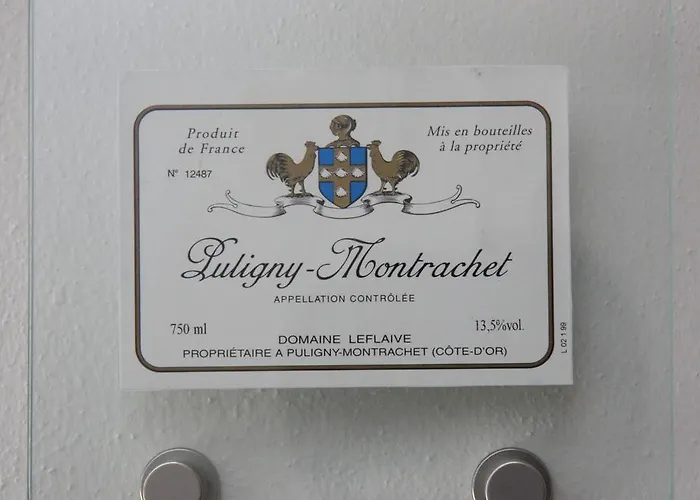 Produit
de France
N° 12487
Mis en bouteilles
à la propriété
Puligny-Montrachet
APPELLATION CONTRÔLÉE
750 ml
13,5%vol.
DOMAINE LEFLAIVE
PROPRIÉTAIRE A PULIGNY-MONTRACHET (CÔTE-D'OR)
L 02 1 99